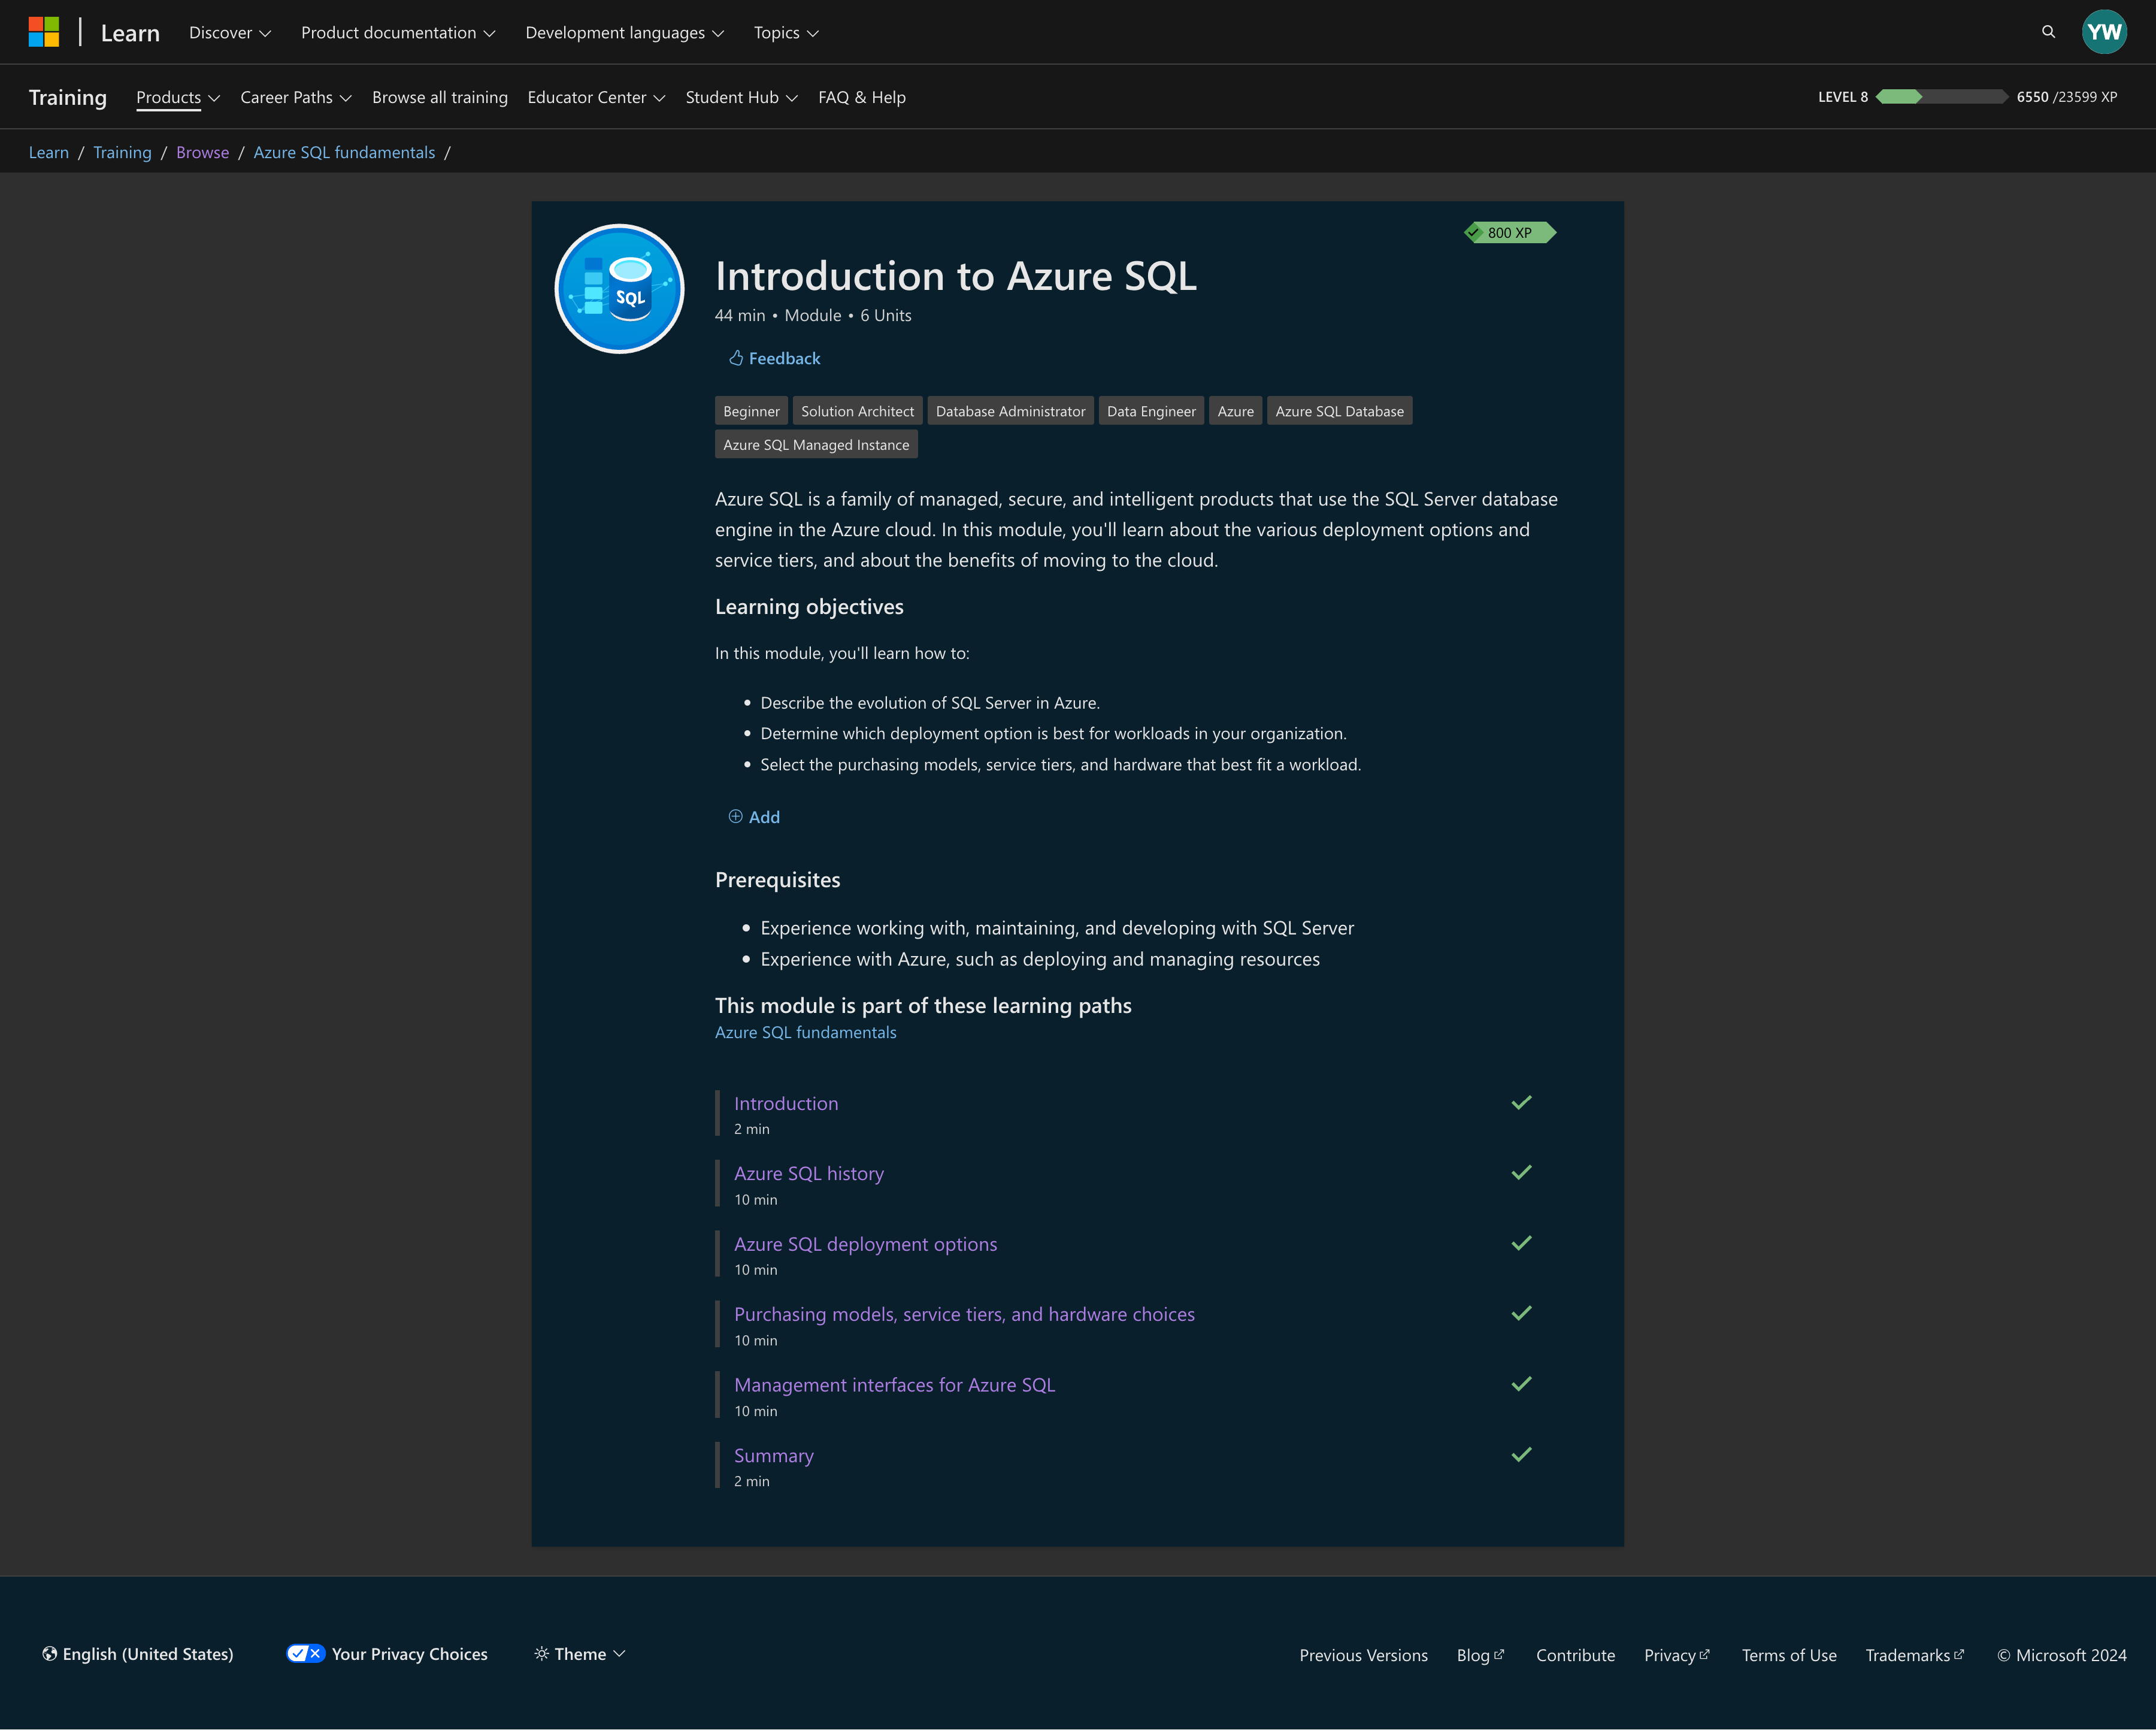 Learn Discover Product documentation Development languages Topics YW
Training Products Career Paths Browse all training Educator Center Student Hub FAQ & Help LEVEL 8 6550 /23599 XP
Learn / Training / Browse / Azure SQL fundamentals /
800 XP
SQL
Introduction to Azure SQL
44 min • Module • 6 Units
Feedback
Beginner Solution Architect Database Administrator Data Engineer Azure Azure SQL Database
Azure SQL Managed Instance
Azure SQL is a family of managed, secure, and intelligent products that use the SQL Server database
engine in the Azure cloud. In this module, you'll learn about the various deployment options and
service tiers, and about the benefits of moving to the cloud.
Learning objectives
In this module, you'll learn how to:
• Describe the evolution of SQL Server in Azure.
• Determine which deployment option is best for workloads in your organization.
• Select the purchasing models, service tiers, and hardware that best fit a workload.
Add
Prerequisites
• Experience working with, maintaining, and developing with SQL Server
• Experience with Azure, such as deploying and managing resources
This module is part of these learning paths
Azure SQL fundamentals
Introduction
2 min
Azure SQL history
10 min
Azure SQL deployment options
10 min
Purchasing models, service tiers, and hardware choices
10 min
Management interfaces for Azure SQL
10 min
Summary
2 min
English (United States) Your Privacy Choices Theme Previous Versions Blog Contribute Privacy Terms of Use Trademarks © Microsoft 2024